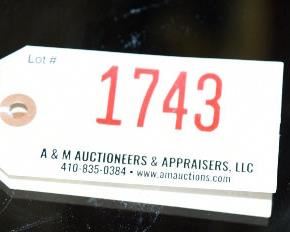 Lot #
1743
A & M AUCTIONEERS & APPRAISERS, LLC
410-835-0384 • www.amauctions.com